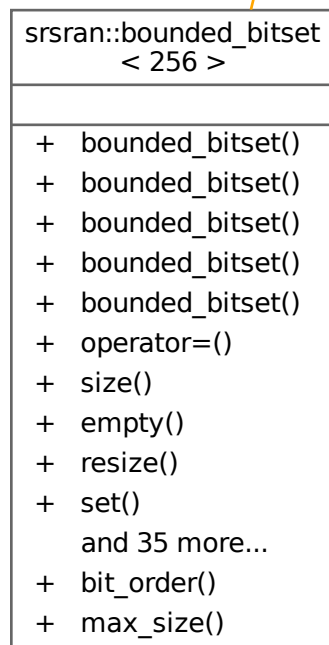 srsran::bounded_bitset
< 256 >
+ bounded_bitset()
+ bounded_bitset()
+ bounded_bitset()
+ bounded_bitset()
+ bounded_bitset()
+ operator=()
+ size()
+ empty()
+ resize()
+ set()
and 35 more...
+ bit_order()
+ max_size()